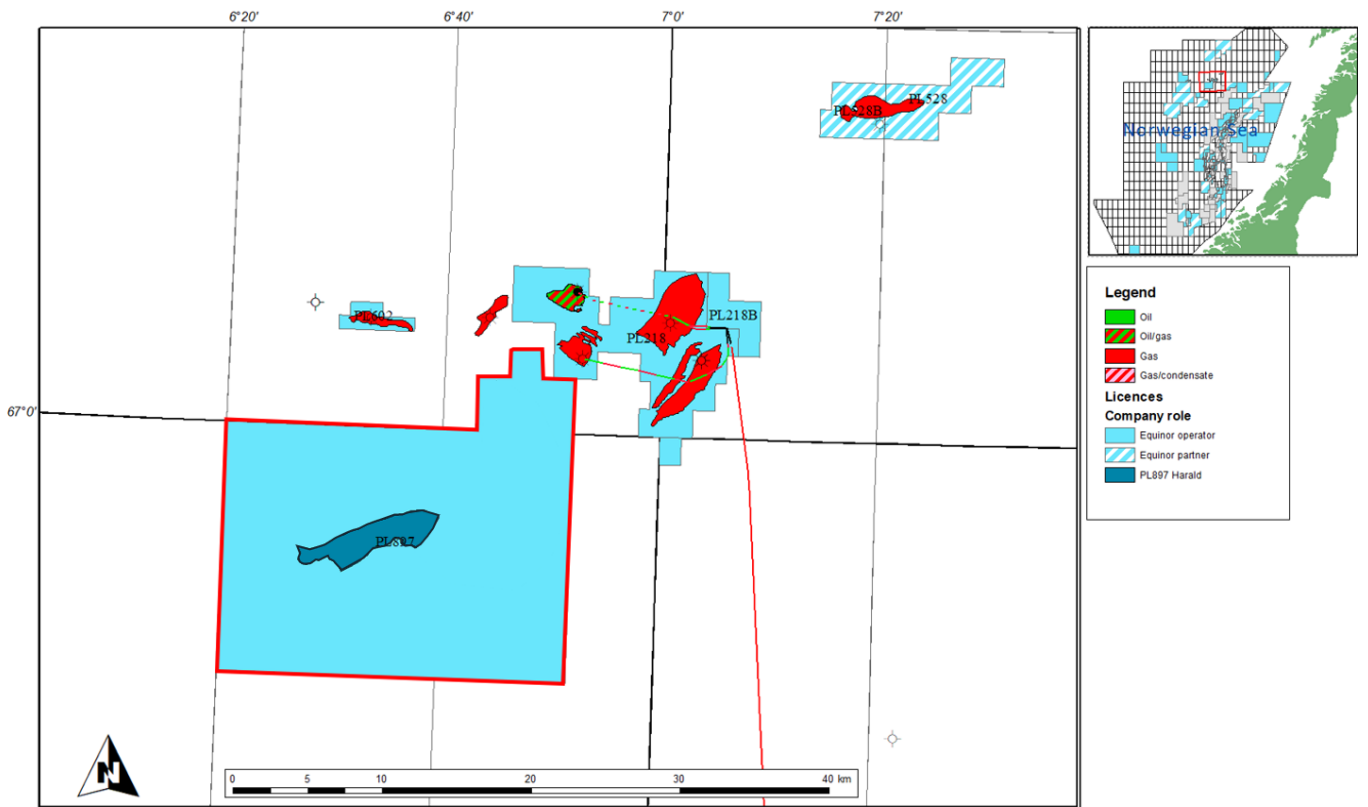 6°20' 6°40' 7°0' 7°20'
PL528
PL528B
Norwegian Sea
PL602
PL218B
PL218
67°0'
PL897
N
0 5 10 20 30 40 km
Legend
Oil
Oil/gas
Gas
Gas/condensate
Licences
Company role
Equinor operator
Equinor partner
PL897 Harald